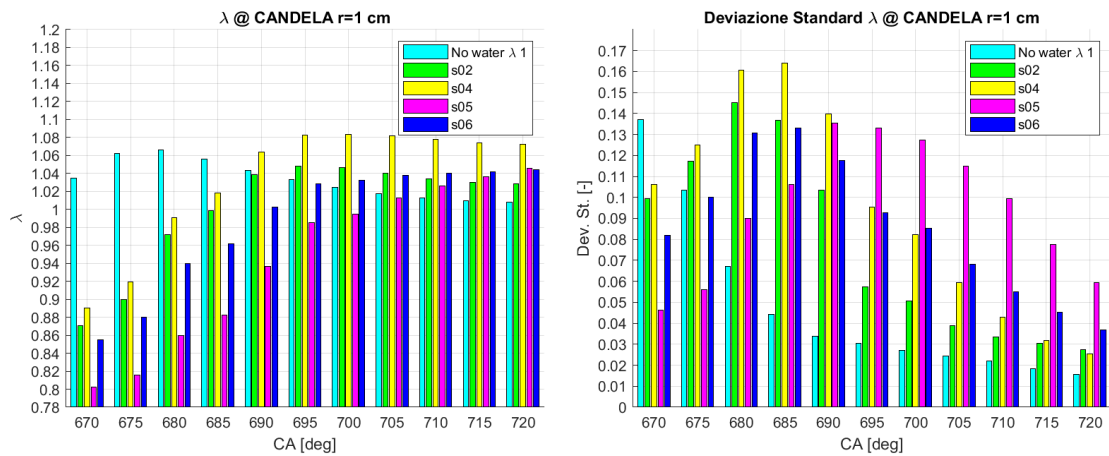 λ @ CANDELA r=1 cm
1.2
1.18
1.16
1.14
1.12
1.1
1.08
1.06
1.04
1.02
1
0.98
0.96
0.94
0.92
0.9
0.88
0.86
0.84
0.82
0.8
0.78
λ
670 675 680 685 690 695 700 705 710 715 720
CA [deg]
No water λ 1
s02
s04
s05
s06
Deviazione Standard λ @ CANDELA r=1 cm
0.17
0.16
0.15
0.14
0.13
0.12
0.11
0.1
0.09
0.08
0.07
0.06
0.05
0.04
0.03
0.02
0.01
0
Dev. St. [-]
670 675 680 685 690 695 700 705 710 715 720
CA [deg]
No water λ 1
s02
s04
s05
s06